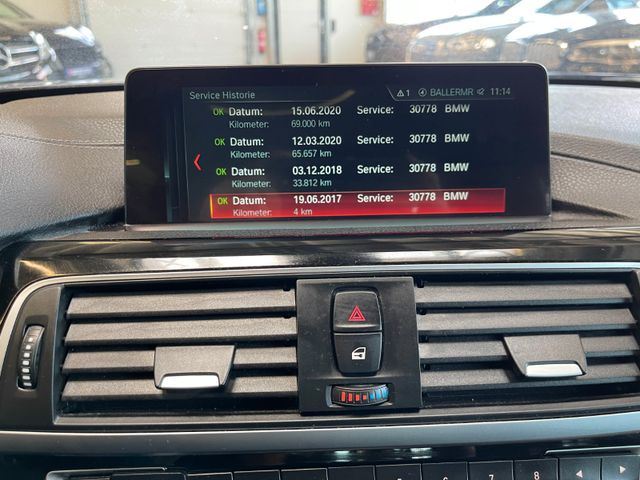 Service Historie
1 BALLERMR 11:14
OK Datum: 15.06.2020 Service: 30778 BMW
Kilometer: 69.000 km
OK Datum: 12.03.2020 Service: 30778 BMW
Kilometer: 65.657 km
OK Datum: 03.12.2018 Service: 30778 BMW
Kilometer: 33.812 km
OK Datum: 19.06.2017 Service: 30778 BMW
Kilometer: 4 km
7 8